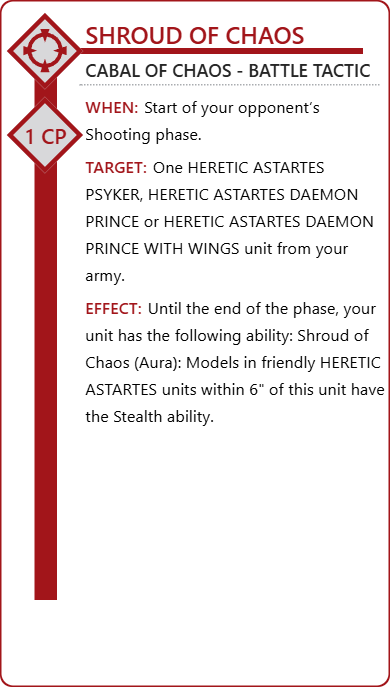 SHROUD OF CHAOS
CABAL OF CHAOS - BATTLE TACTIC
1 CP
WHEN: Start of your opponent's
Shooting phase.
TARGET: One HERETIC ASTARTES
PSYKER, HERETIC ASTARTES DAEMON
PRINCE or HERETIC ASTARTES DAEMON
PRINCE WITH WINGS unit from your
army.
EFFECT: Until the end of the phase, your
unit has the following ability: Shroud of
Chaos (Aura): Models in friendly HERETIC
ASTARTES units within 6" of this unit have
the Stealth ability.